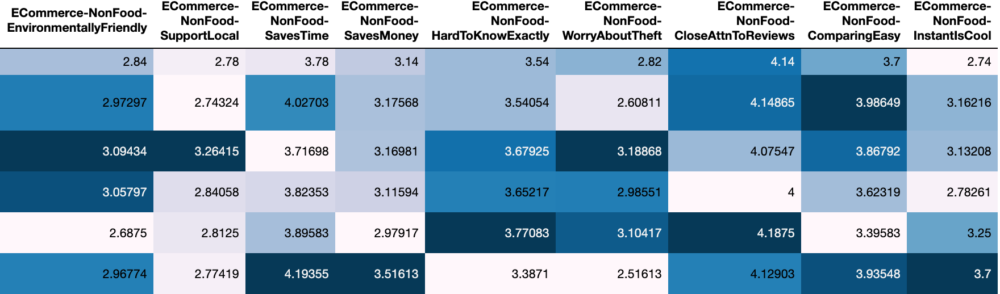 ECommerce-NonFood-EnvironmentallyFriendly ECommerce-NonFood-SupportLocal ECommerce-NonFood-SavesTime ECommerce-NonFood-SavesMoney ECommerce-NonFood-HardToKnowExactly ECommerce-NonFood-WorryAboutTheft ECommerce-NonFood-CloseAttnToReviews ECommerce-NonFood-ComparingEasy ECommerce-NonFood-InstantIsCool
2.84 2.78 3.78 3.14 3.54 2.82 4.14 3.7 2.74
2.97297 2.74324 4.02703 3.17568 3.54054 2.60811 4.14865 3.98649 3.16216
3.09434 3.26415 3.71698 3.16981 3.67925 3.18868 4.07547 3.86792 3.13208
3.05797 2.84058 3.82353 3.11594 3.65217 2.98551 4 3.62319 2.78261
2.6875 2.8125 3.89583 2.97917 3.77083 3.10417 4.1875 3.39583 3.25
2.96774 2.77419 4.19355 3.51613 3.3871 2.51613 4.12903 3.93548 3.7